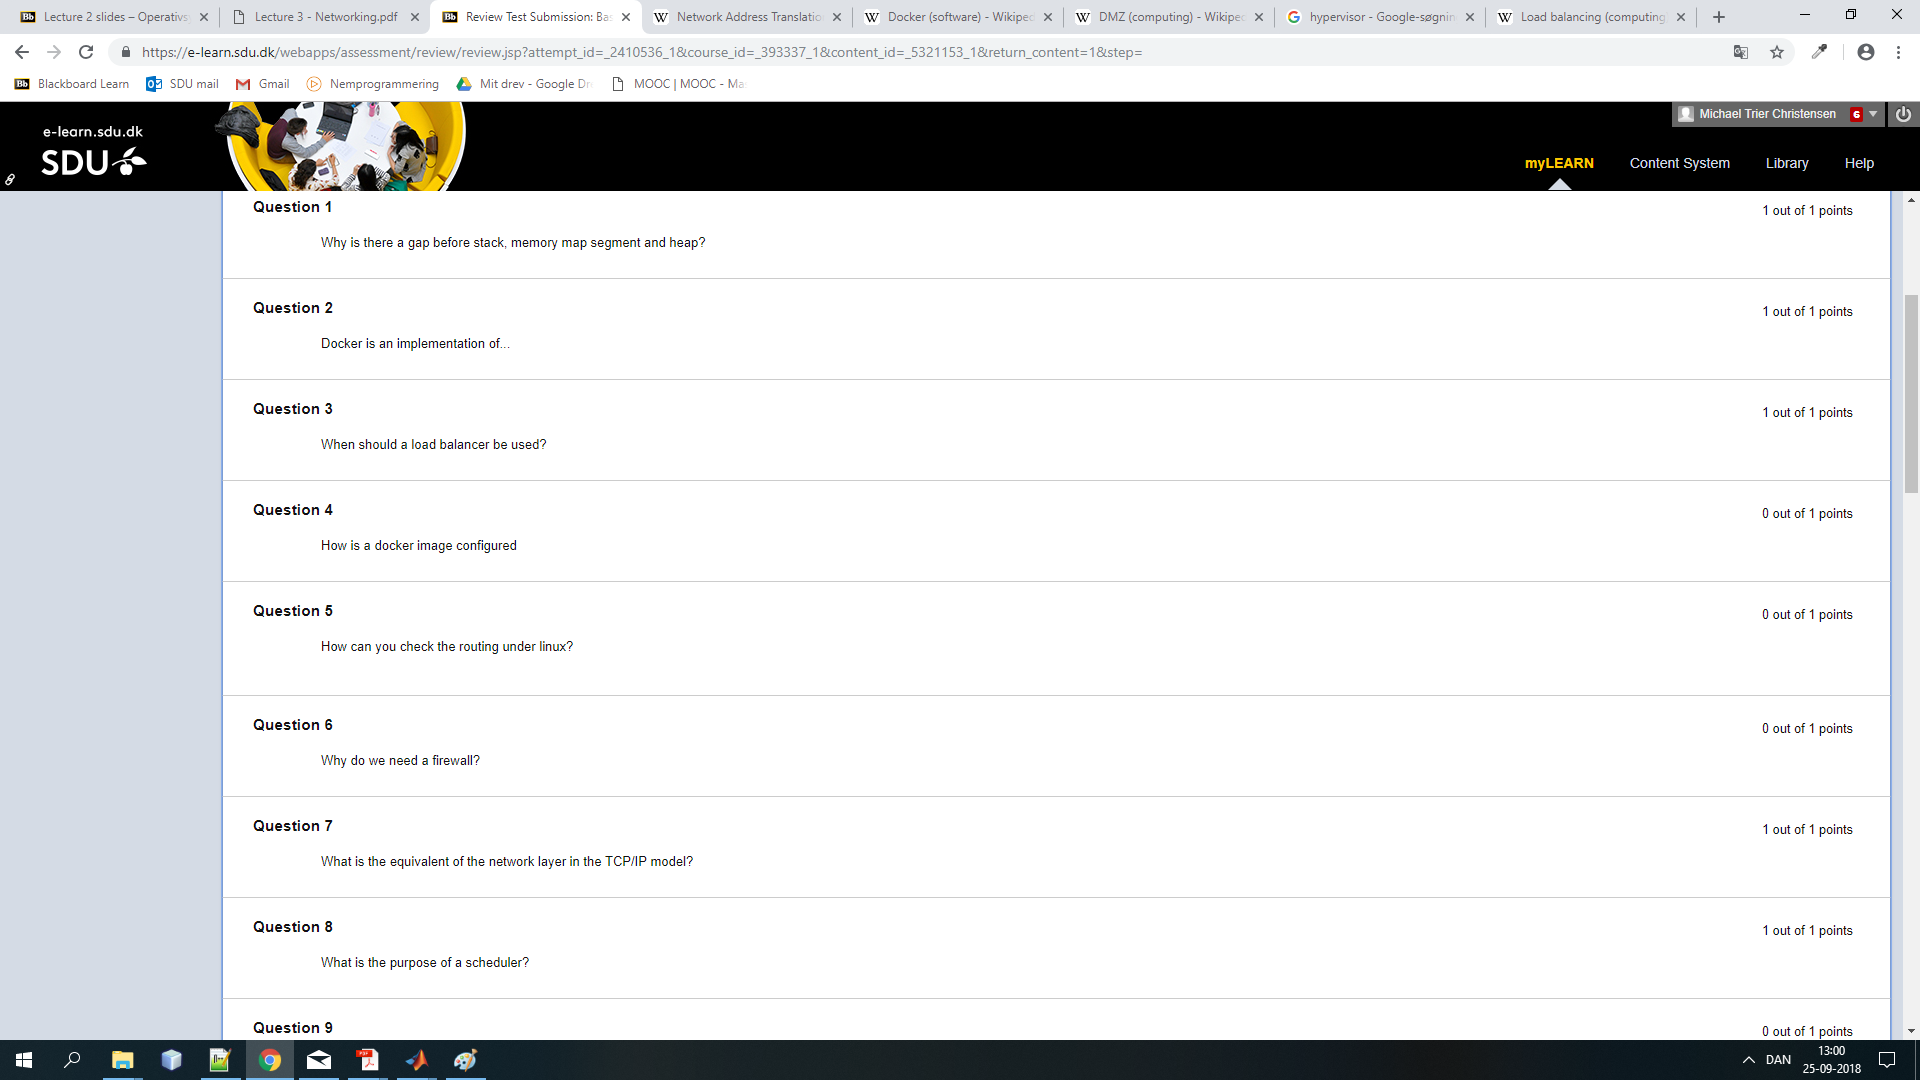 Lecture 2 slides – Operativs
Lecture 3 - Networking.pdf
Review Test Submission: Bas
Network Address Translatio
Docker (software) - Wikiped
DMZ (computing) - Wikiped
hypervisor - Google-søgnin
Load balancing (computing)
https://e-learn.sdu.dk/webapps/assessment/review/review.jsp?attempt_id=_2410536_1&course_id=_393337_1&content_id=_5321153_1&return_content=1&step=
Bb Blackboard Learn
SDU mail
Gmail
Nemprogrammering
Mit drev - Google Dr
MOOC | MOOC - Ma
e-learn.sdu.dk
SDU
Michael Trier Christensen 6
myLEARN
Content System
Library
Help
Question 1
1 out of 1 points
Why is there a gap before stack, memory map segment and heap?
Question 2
1 out of 1 points
Docker is an implementation of...
Question 3
1 out of 1 points
When should a load balancer be used?
Question 4
0 out of 1 points
How is a docker image configured
Question 5
0 out of 1 points
How can you check the routing under linux?
Question 6
0 out of 1 points
Why do we need a firewall?
Question 7
1 out of 1 points
What is the equivalent of the network layer in the TCP/IP model?
Question 8
1 out of 1 points
What is the purpose of a scheduler?
Question 9
0 out of 1 points
DAN
13:00
25-09-2018